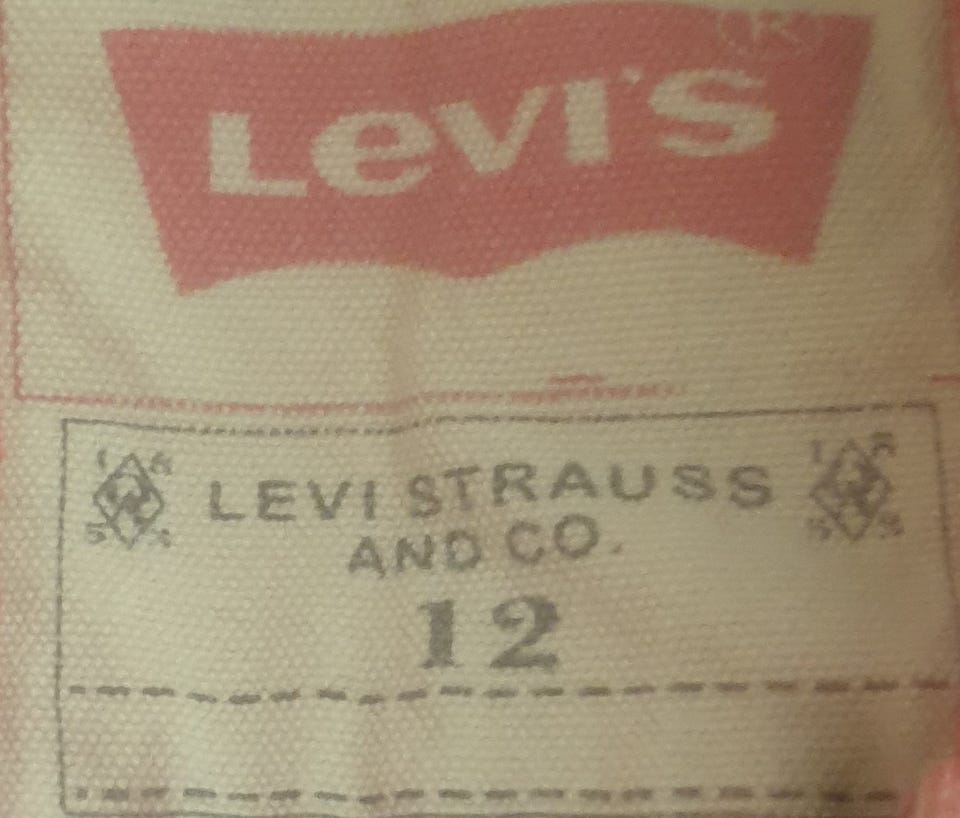 LEVI'S
®
LEVI STRAUSS
AND CO.
12